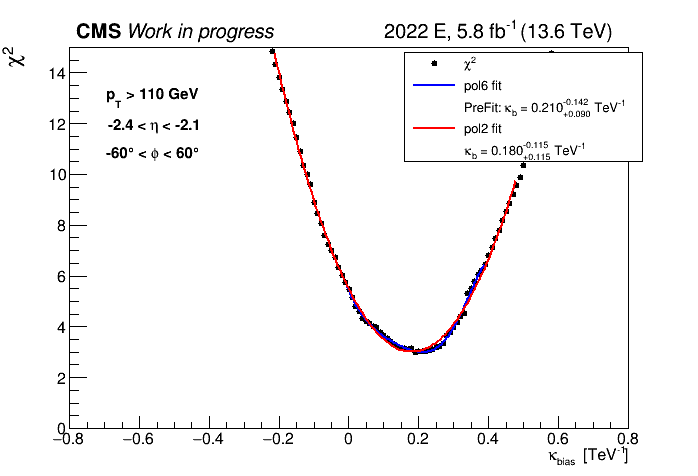 CMS Work in progress
2022 E, 5.8 fb⁻¹ (13.6 TeV)
χ²
p_T > 110 GeV
-2.4 < η < -2.1
-60° < ϕ < 60°
χ²
pol6 fit
PreFit: κ_b = 0.210^{-0.142}_{+0.090} TeV⁻¹
pol2 fit
κ_b = 0.180^{-0.115}_{+0.115} TeV⁻¹
14
12
10
8
6
4
2
0
−0.8 −0.6 −0.4 −0.2 0 0.2 0.4 0.6 0.8
κ_bias [TeV⁻¹]